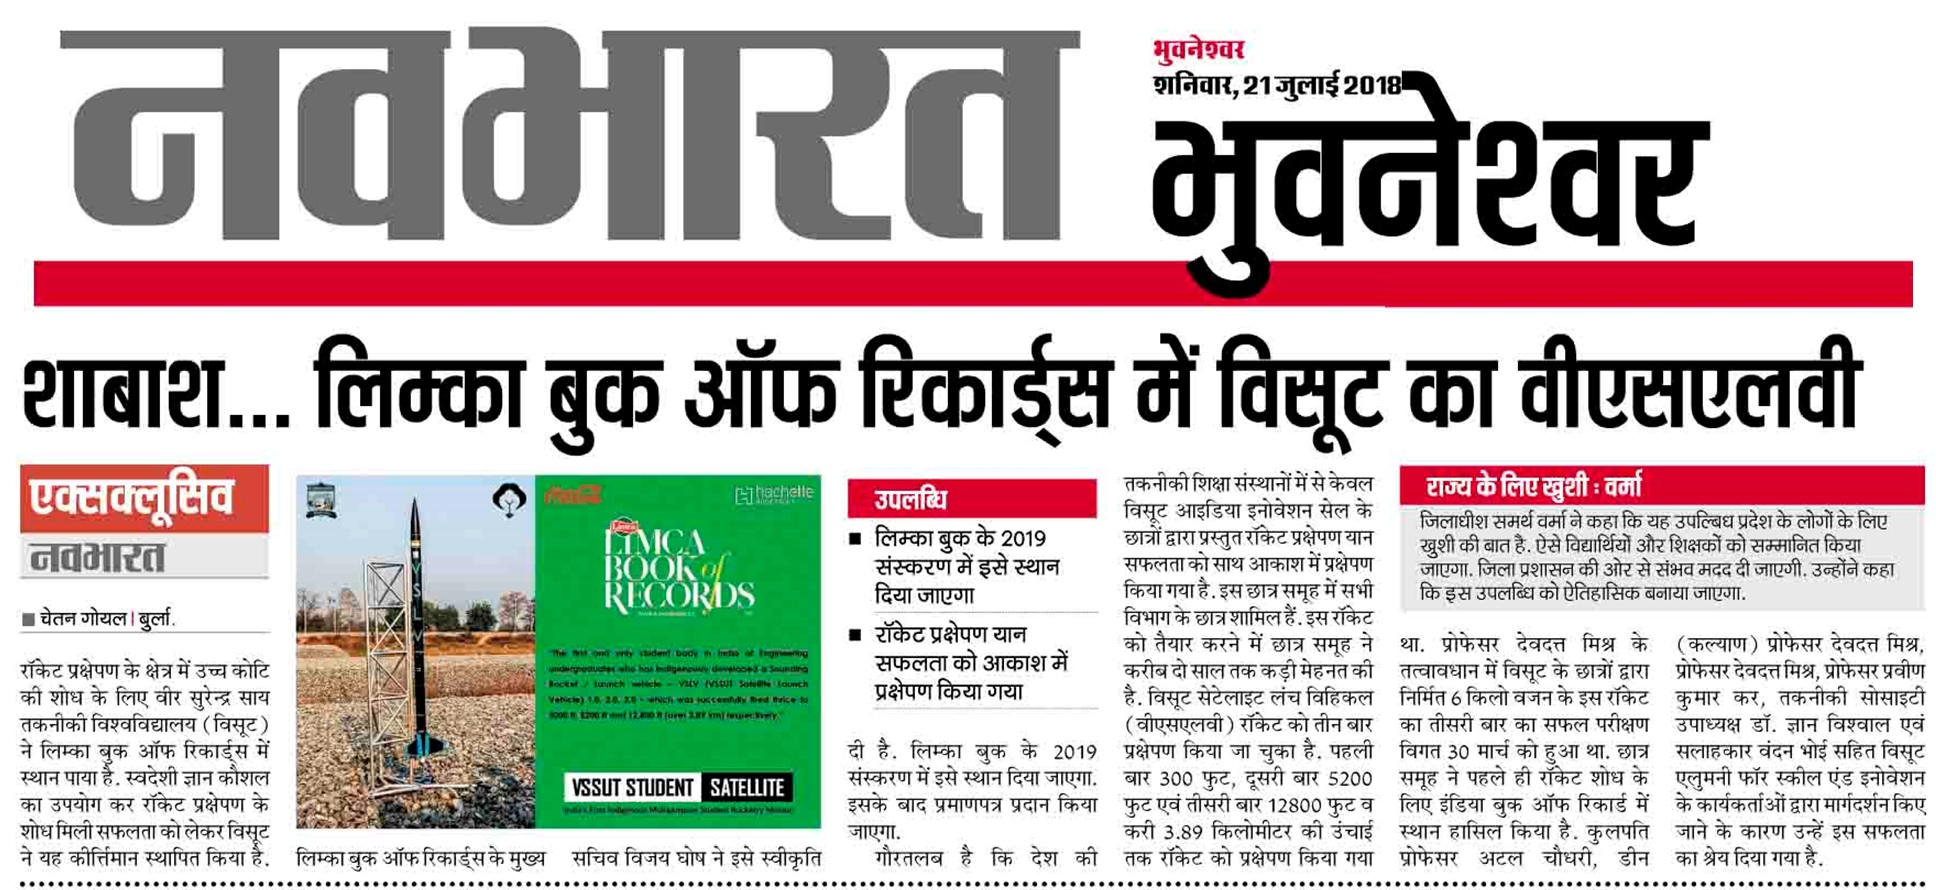 नवभारत
भुवनेश्वर
शनिवार, 21 जुलाई 2018
भुवनेश्वर
शाबाश... लिम्का बुक ऑफ रिकार्ड्स में विसूट का वीएसएलवी
एक्सक्लूसिव
नवभारत
■ चेतन गोयल | बुर्ला.
रॉकेट प्रक्षेपण के क्षेत्र में उच्च कोटि
की शोध के लिए वीर सुरेन्द्र साय
तकनीकी विश्वविद्यालय (विसूट)
ने लिम्का बुक ऑफ रिकार्ड्स में
स्थान पाया है. स्वदेशी ज्ञान कौशल
का उपयोग कर रॉकेट प्रक्षेपण के
शोध मिली सफलता को लेकर विसूट
ने यह कीर्त्तिमान स्थापित किया है.
hachette
Limca
LIMCA
BOOK of
RECORDS
"The first and only student body in India of Engineering
undergraduates who has indigenously developed a Sounding
Rocket / Launch vehicle - VSLV (VSSUT Satellite Launch
Vehicle) 1.0, 2.0, 3.0 - which was successfully fired thrice to
5200 ft and 12,800 ft (over 3.89 km) respectively."
VSLV
VSSUT STUDENT SATELLITE
India's First Indigenous Multipurpose Student Rocketry Mission
लिम्का बुक ऑफ रिकार्ड्स के मुख्य
सचिव विजय घोष ने इसे स्वीकृति
उपलब्धि
■ लिम्का बुक के 2019
संस्करण में इसे स्थान
दिया जाएगा
■ रॉकेट प्रक्षेपण यान
सफलता को आकाश में
प्रक्षेपण किया गया
दी है. लिम्का बुक के 2019
संस्करण में इसे स्थान दिया जाएगा.
इसके बाद प्रमाणपत्र प्रदान किया
जाएगा.
गौरतलब है कि देश की
तकनीकी शिक्षा संस्थानों में से केवल
विसूट आइडिया इनोवेशन सेल के
छात्रों द्वारा प्रस्तुत रॉकेट प्रक्षेपण यान
सफलता को साथ आकाश में प्रक्षेपण
किया गया है. इस छात्र समूह में सभी
विभाग के छात्र शामिल हैं. इस रॉकेट
को तैयार करने में छात्र समूह ने
करीब दो साल तक कड़ी मेहनत की
है. विसूट सेटेलाइट लंच विहिकल
(वीएसएलवी) रॉकेट को तीन बार
प्रक्षेपण किया जा चुका है. पहली
बार 300 फुट, दूसरी बार 5200
फुट एवं तीसरी बार 12800 फुट व
करी 3.89 किलोमीटर की उंचाई
तक रॉकेट को प्रक्षेपण किया गया
राज्य के लिए खुशी : वर्मा
जिलाधीश समर्थ वर्मा ने कहा कि यह उपल्बिध प्रदेश के लोगों के लिए
खुशी की बात है. ऐसे विद्यार्थियों और शिक्षकों को सम्मानित किया
जाएगा. जिला प्रशासन की ओर से संभव मदद दी जाएगी. उन्होंने कहा
कि इस उपलब्धि को ऐतिहासिक बनाया जाएगा.
था. प्रोफेसर देवदत्त मिश्र के
तत्वावधान में विसूट के छात्रों द्वारा
निर्मित 6 किलो वजन के इस रॉकेट
का तीसरी बार का सफल परीक्षण
विगत 30 मार्च को हुआ था. छात्र
समूह ने पहले ही रॉकेट शोध के
लिए इंडिया बुक ऑफ रिकार्ड में
स्थान हासिल किया है. कुलपति
प्रोफेसर अटल चौधरी, डीन
(कल्याण) प्रोफेसर देवदत्त मिश्र,
प्रोफेसर देवदत्त मिश्र, प्रोफेसर प्रवीण
कुमार कर, तकनीकी सोसाइटी
उपाध्यक्ष डॉ. ज्ञान विश्वाल एवं
सलाहकार वंदन भोई सहित विसूट
एलुमनी फॉर स्कील एंड इनोवेशन
के कार्यकर्ताओं द्वारा मार्गदर्शन किए
जाने के कारण उन्हें इस सफलता
का श्रेय दिया गया है.